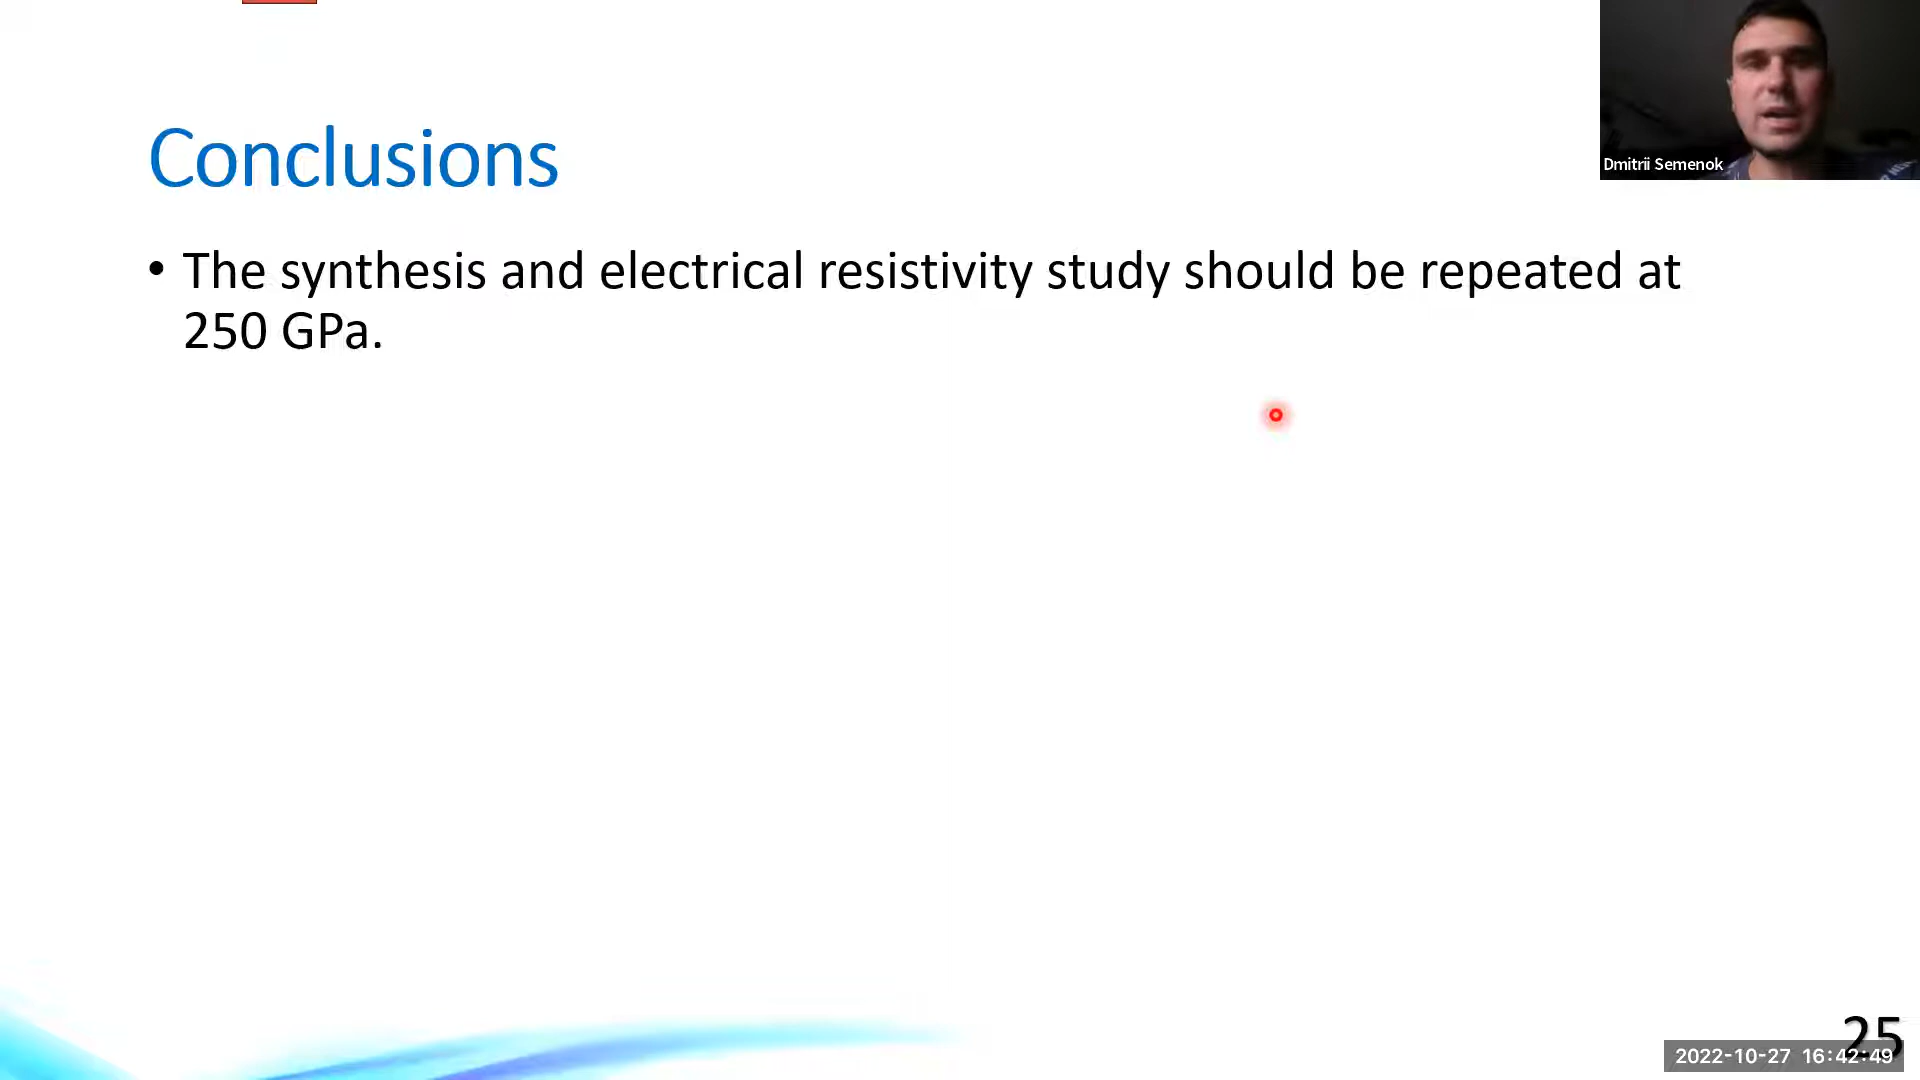 Conclusions
• The synthesis and electrical resistivity study should be repeated at
250 GPa.
Dmitrii Semenok
25
2022-10-27 16:42:49